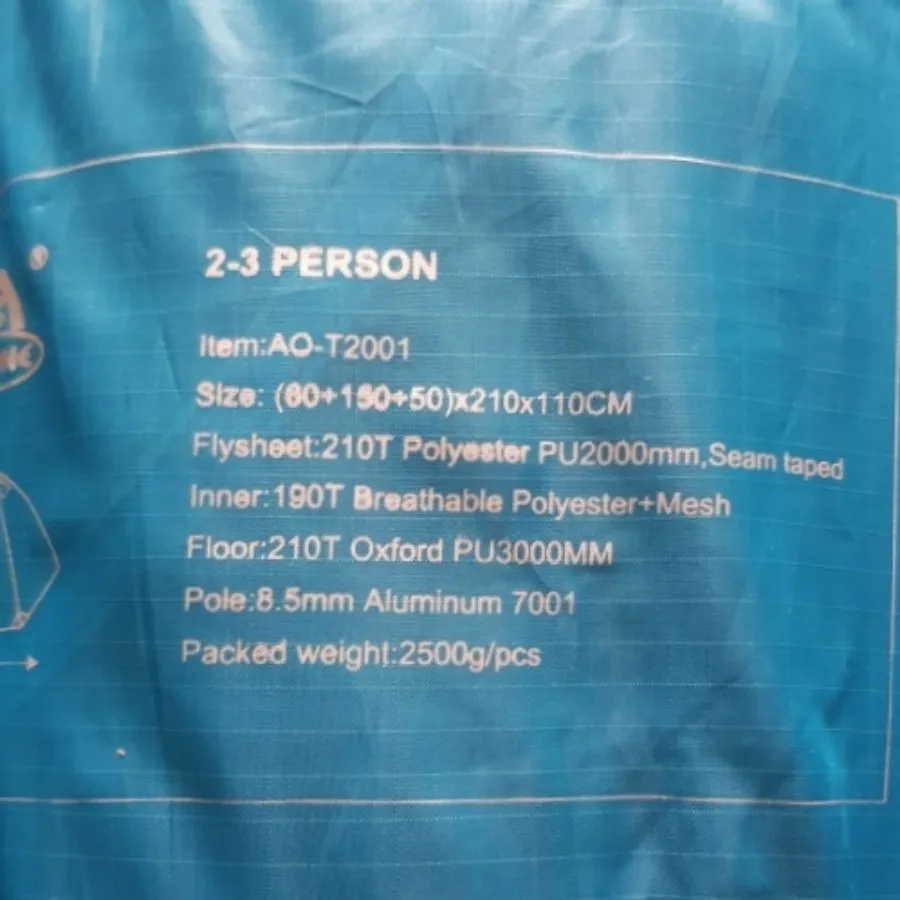 2-3 PERSON
Item:AO-T2001
Size: (60+150+50)x210x110CM
Flysheet:210T Polyester PU2000mm,Seam taped
Inner:190T Breathable Polyester+Mesh
Floor:210T Oxford PU3000MM
Pole:8.5mm Aluminum 7001
Packed weight:2500g/pcs